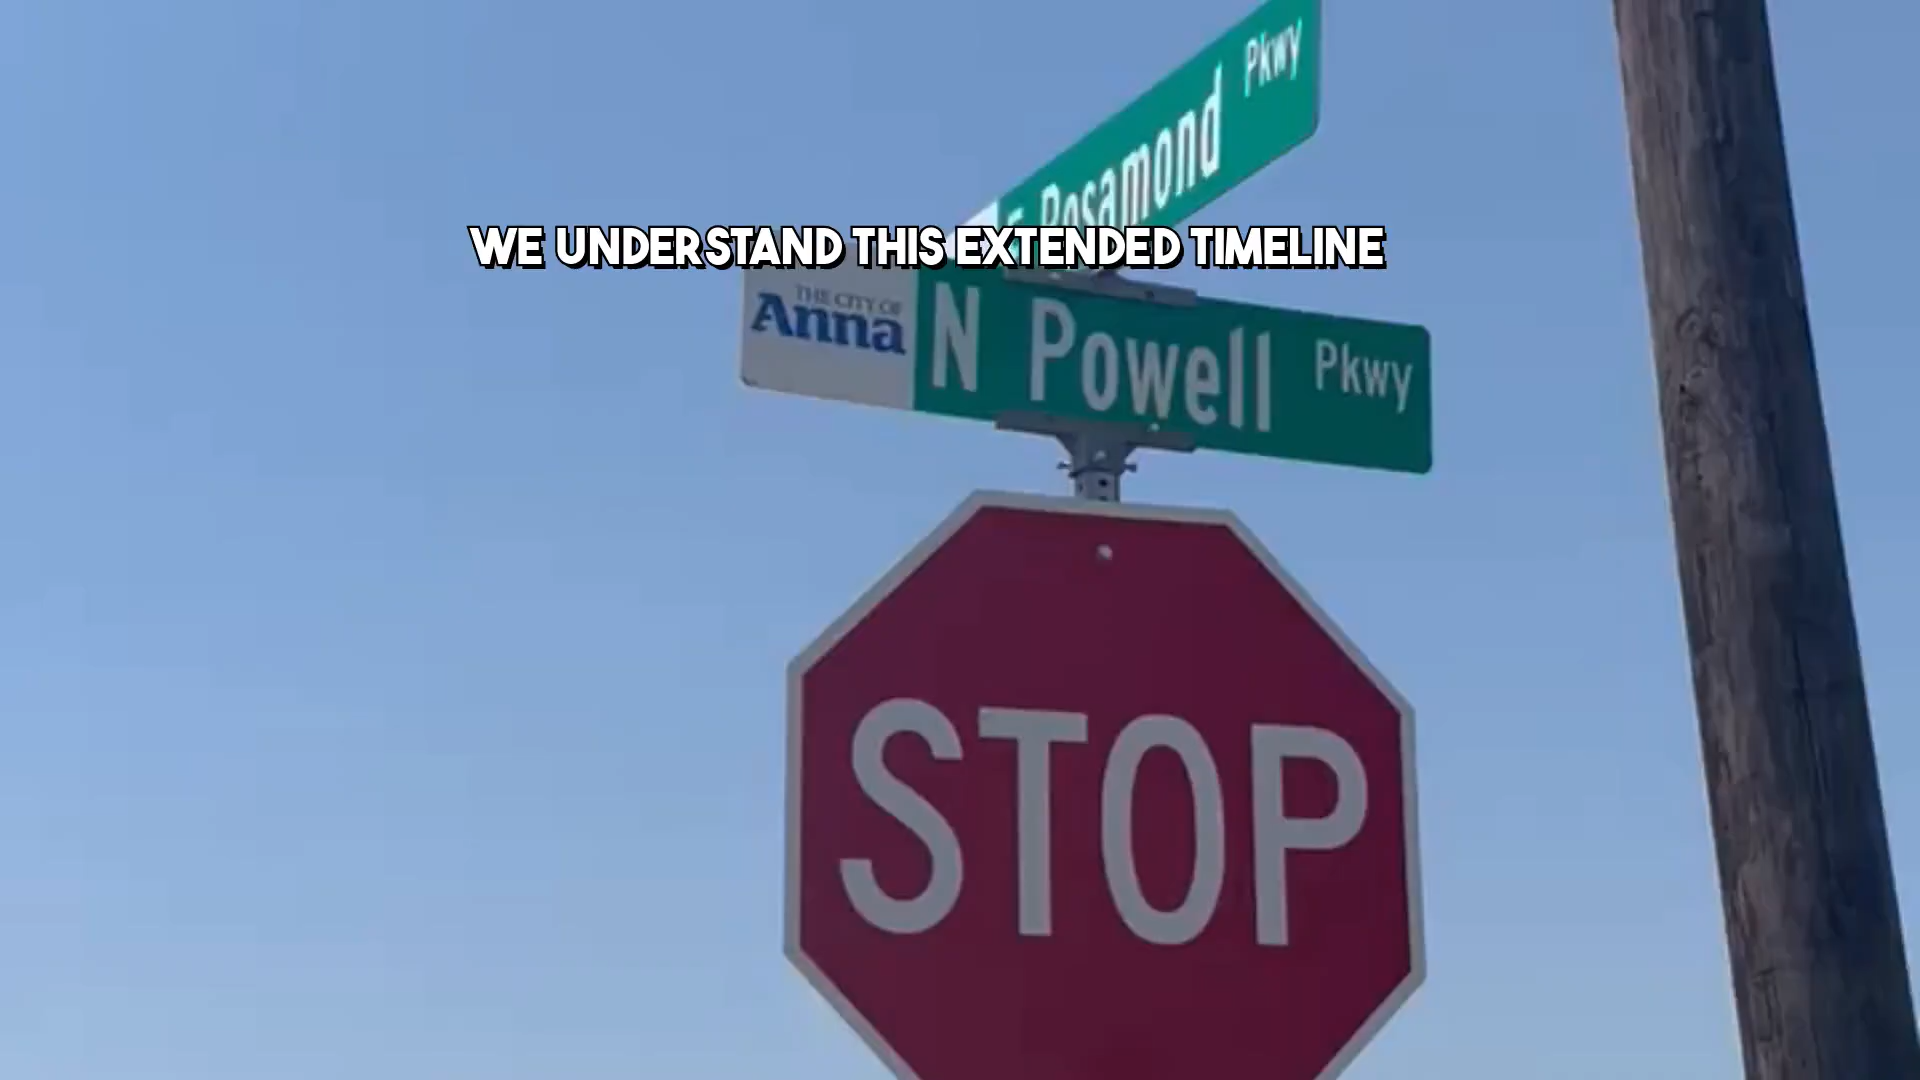 Rosamond Pkwy
WE UNDERSTAND THIS EXTENDED TIMELINE
THE CITY OF
Anna
N Powell Pkwy
STOP